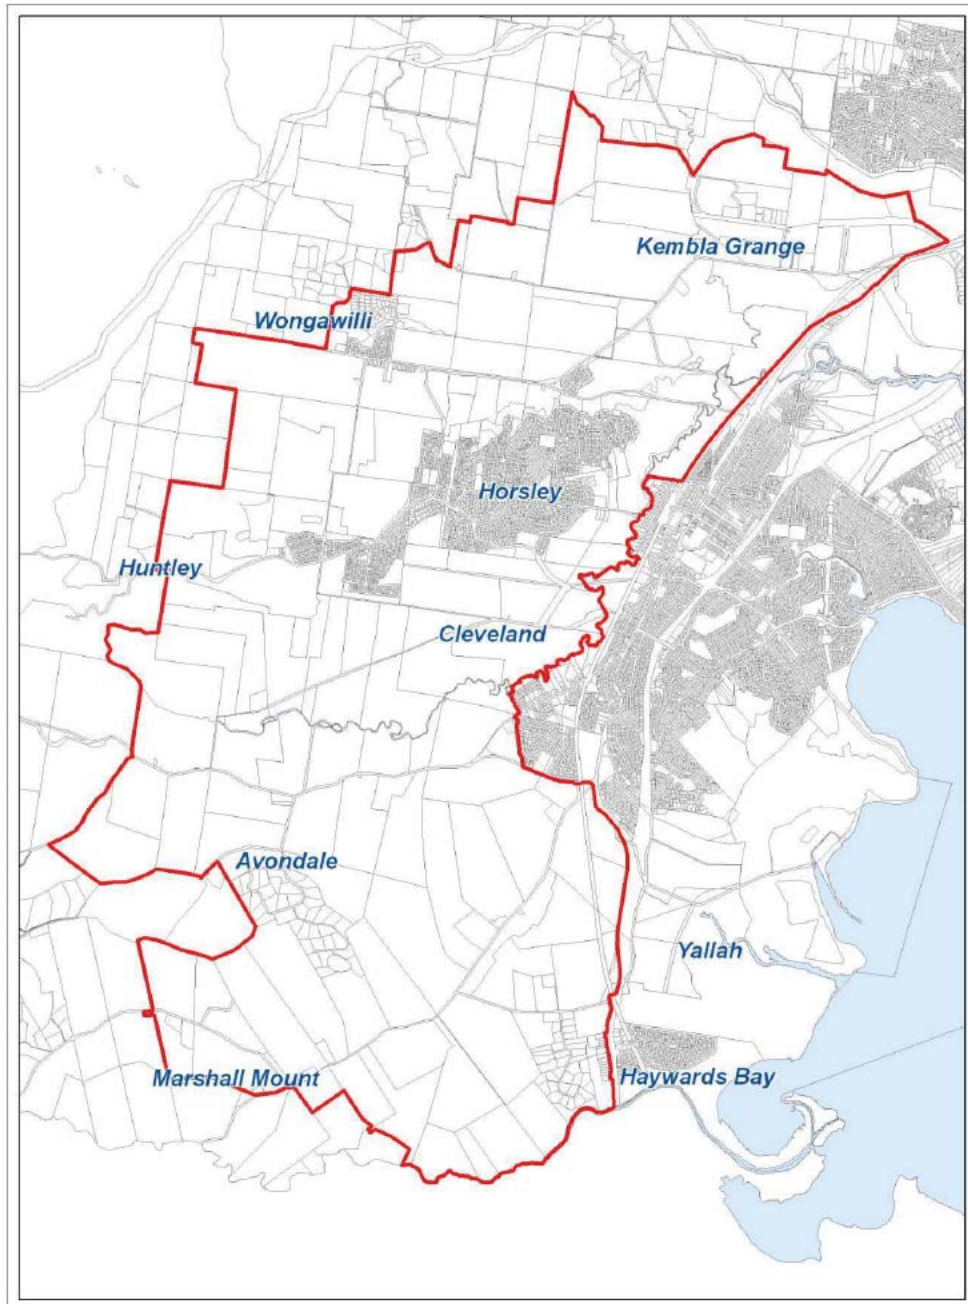 Kembla Grange
Wongawilli
Horsley
Huntley
Cleveland
Avondale
Yallah
Marshall Mount
Haywards Bay